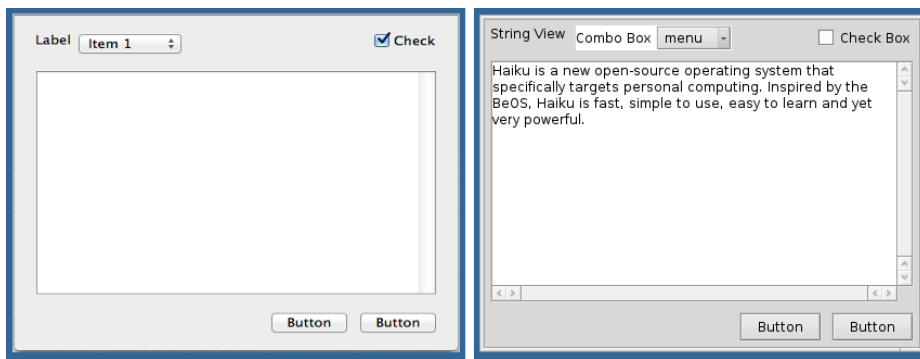 Label Item 1 Check
Button Button
String View Combo Box menu Check Box
Haiku is a new open-source operating system that
specifically targets personal computing. Inspired by the
BeOS, Haiku is fast, simple to use, easy to learn and yet
very powerful.
Button Button